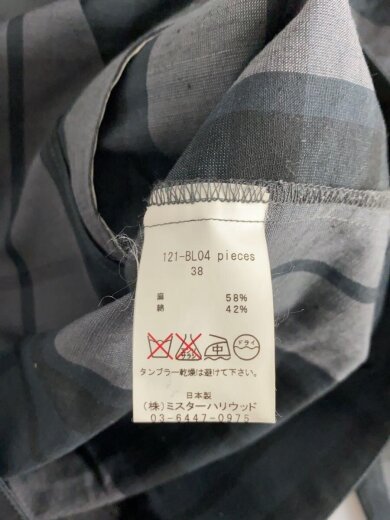 121-BL04 pieces
38
麻 58%
綿 42%
中 ドライ
タンブラー乾燥は避けて下さい。
日本製
(株)ミスターハリウッド
03-6447-0975